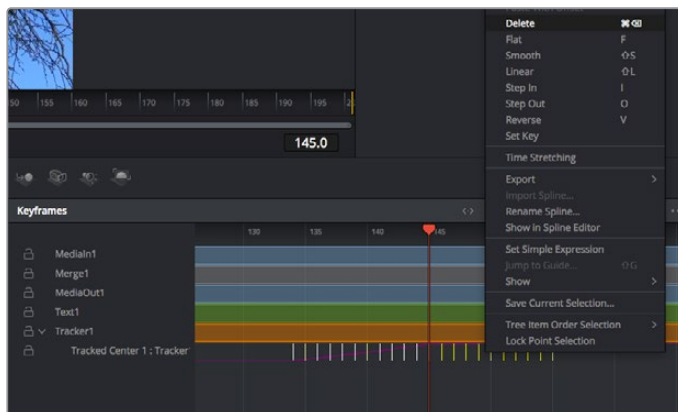 Delete ⌘⌫
Flat F
Smooth ⇧S
Linear ⇧L
Step In I
Step Out O
Reverse V
Set Key
Time Stretching
Export >
Import Spline...
Rename Spline...
Show in Spline Editor
Set Simple Expression
Jump to Guide... ⇧G
Show >
Save Current Selection...
Tree Item Order Selection >
Lock Point Selection
155 160 165 170 175 180 185 190 195
145.0
Keyframes
130 135 140 145
MediaIn1
Merge1
MediaOut1
Text1
Tracker1
Tracked Center 1 : Tracker